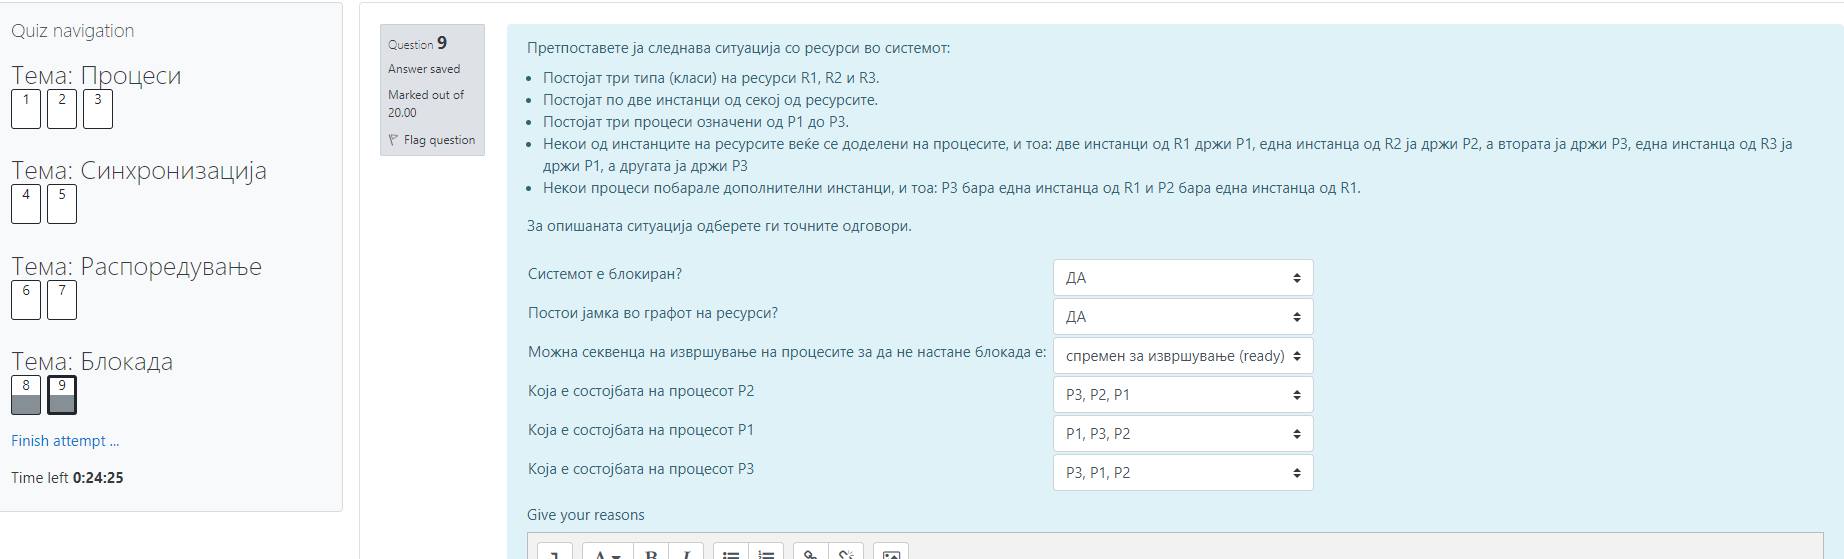 Quiz navigation
Тема: Процеси
1 2 3
Тема: Синхронизација
4 5
Тема: Распоредување
6 7
Тема: Блокада
8 9
Finish attempt ...
Time left 0:24:25
Question 9
Answer saved
Marked out of
20.00
Flag question
Претпоставете ја следнава ситуација со ресурси во системот:
Постојат три типа (класи) на ресурси R1, R2 и R3.
Постојат по две инстанци од секој од ресурсите.
Постојат три процеси означени од P1 до P3.
Некои од инстанците на ресурсите веќе се доделени на процесите, и тоа: две инстанци од R1 држи P1, една инстанца од R2 ја држи P2, а втората ја држи P3, една инстанца од R3 ја
држи P1, а другата ја држи P3
Некои процеси побарале дополнителни инстанци, и тоа: P3 бара една инстанца од R1 и P2 бара една инстанца од R1.
За опишаната ситуација одберете ги точните одговори.
Системот е блокиран? ДА
Постои јамка во графот на ресурси? ДА
Можна секвенца на извршување на процесите за да не настане блокада е: спремен за извршување (ready)
Која е состојбата на процесот P2 P3, P2, P1
Која е состојбата на процесот P1 P1, P3, P2
Која е состојбата на процесот P3 P3, P1, P2
Give your reasons
A B I